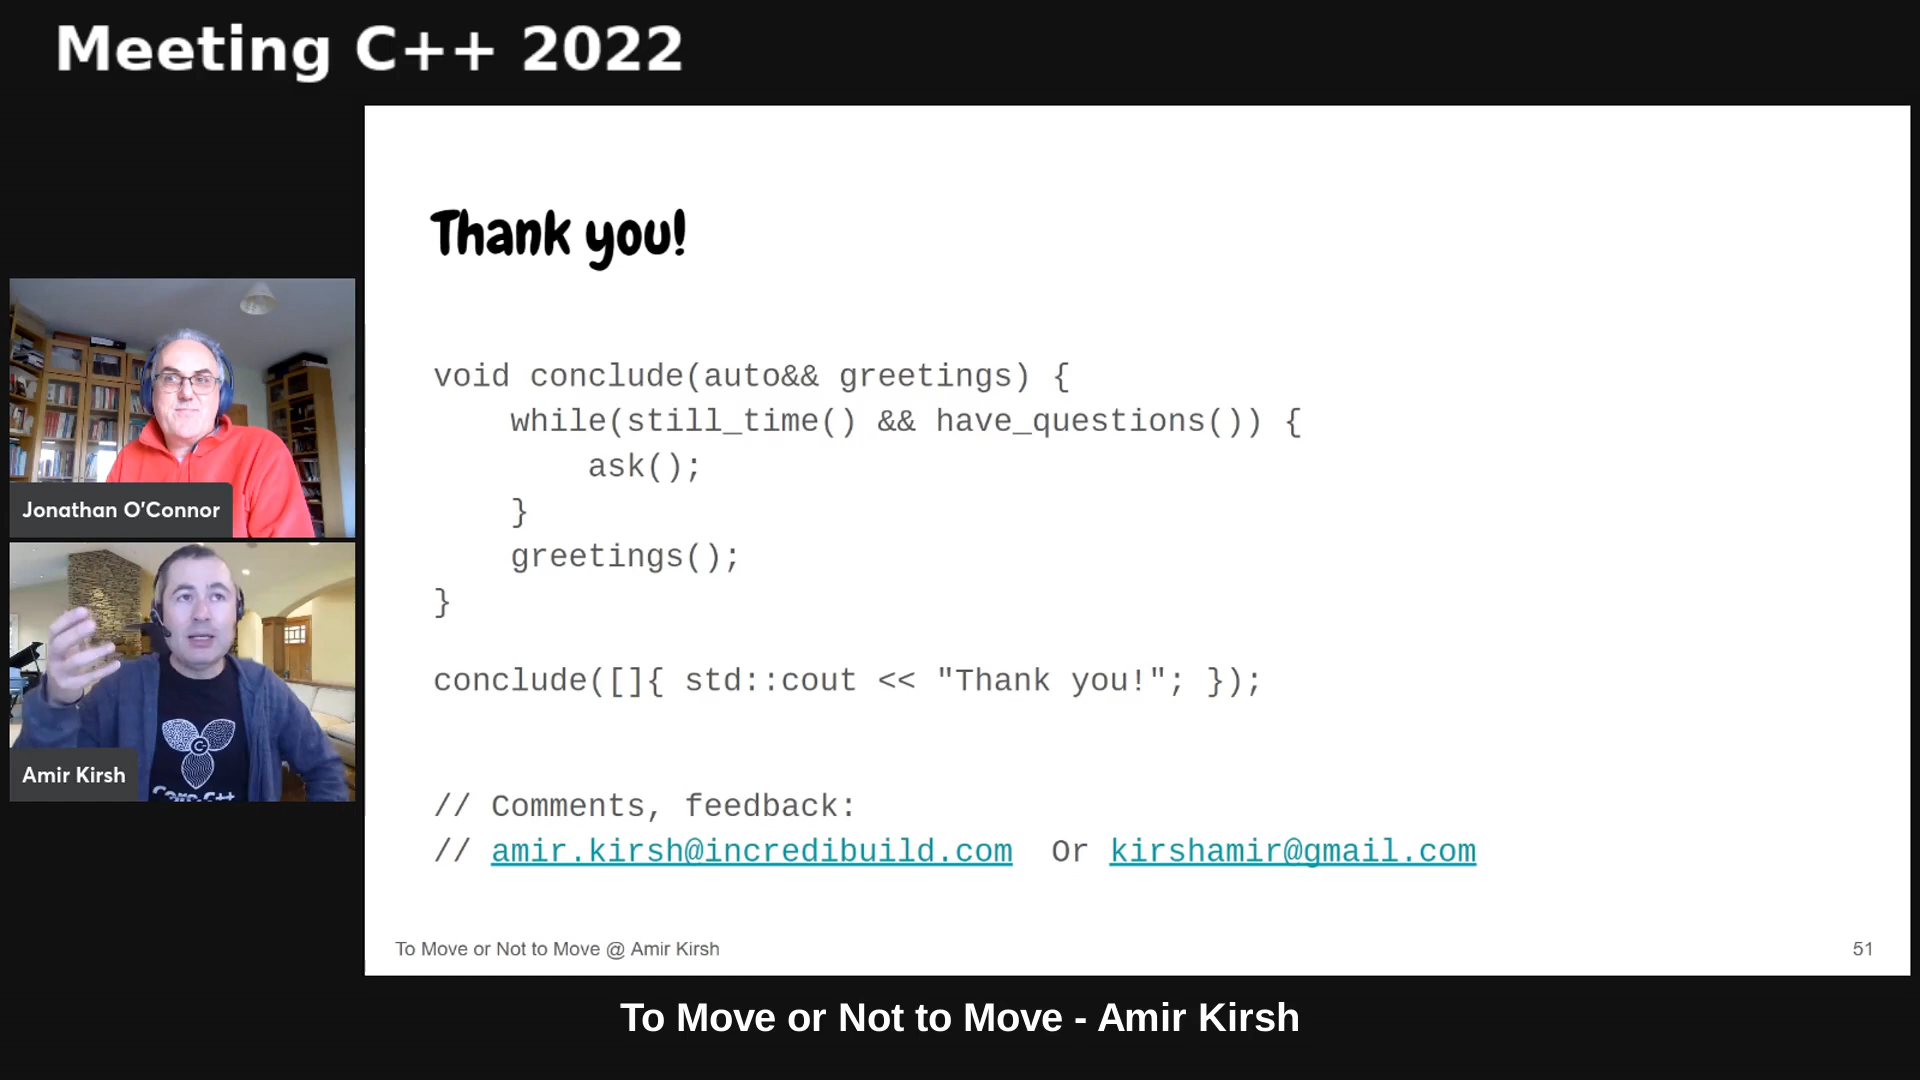 Meeting C++ 2022
Thank you!
void conclude(auto&& greetings) {
    while(still_time() && have_questions()) {
        ask();
    }
    greetings();
}
conclude([]{ std::cout << "Thank you!"; });
// Comments, feedback:
// amir.kirsh@incredibuild.com  Or kirshamir@gmail.com
To Move or Not to Move @ Amir Kirsh
51
Jonathan O'Connor
Amir Kirsh
To Move or Not to Move - Amir Kirsh